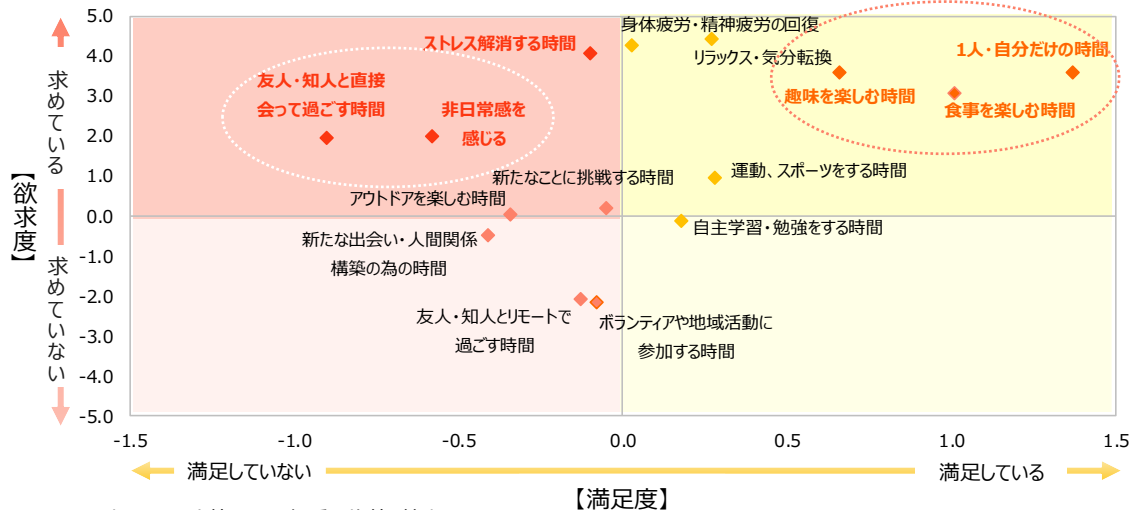 5.0
4.0
3.0
2.0
1.0
0.0
-1.0
-2.0
-3.0
-4.0
-5.0
【欲求度】
求めている
求めていない
身体疲労・精神疲労の回復
ストレス解消する時間
リラックス・気分転換
1人・自分だけの時間
友人・知人と直接
会って過ごす時間
非日常感を
感じる
趣味を楽しむ時間
食事を楽しむ時間
新たなことに挑戦する時間
運動、スポーツをする時間
アウトドアを楽しむ時間
自主学習・勉強をする時間
新たな出会い・人間関係
構築の為の時間
友人・知人とリモートで
過ごす時間
ボランティアや地域活動に
参加する時間
-1.5
-1.0
-0.5
0.0
0.5
1.0
1.5
満足していない
満足している
【満足度】